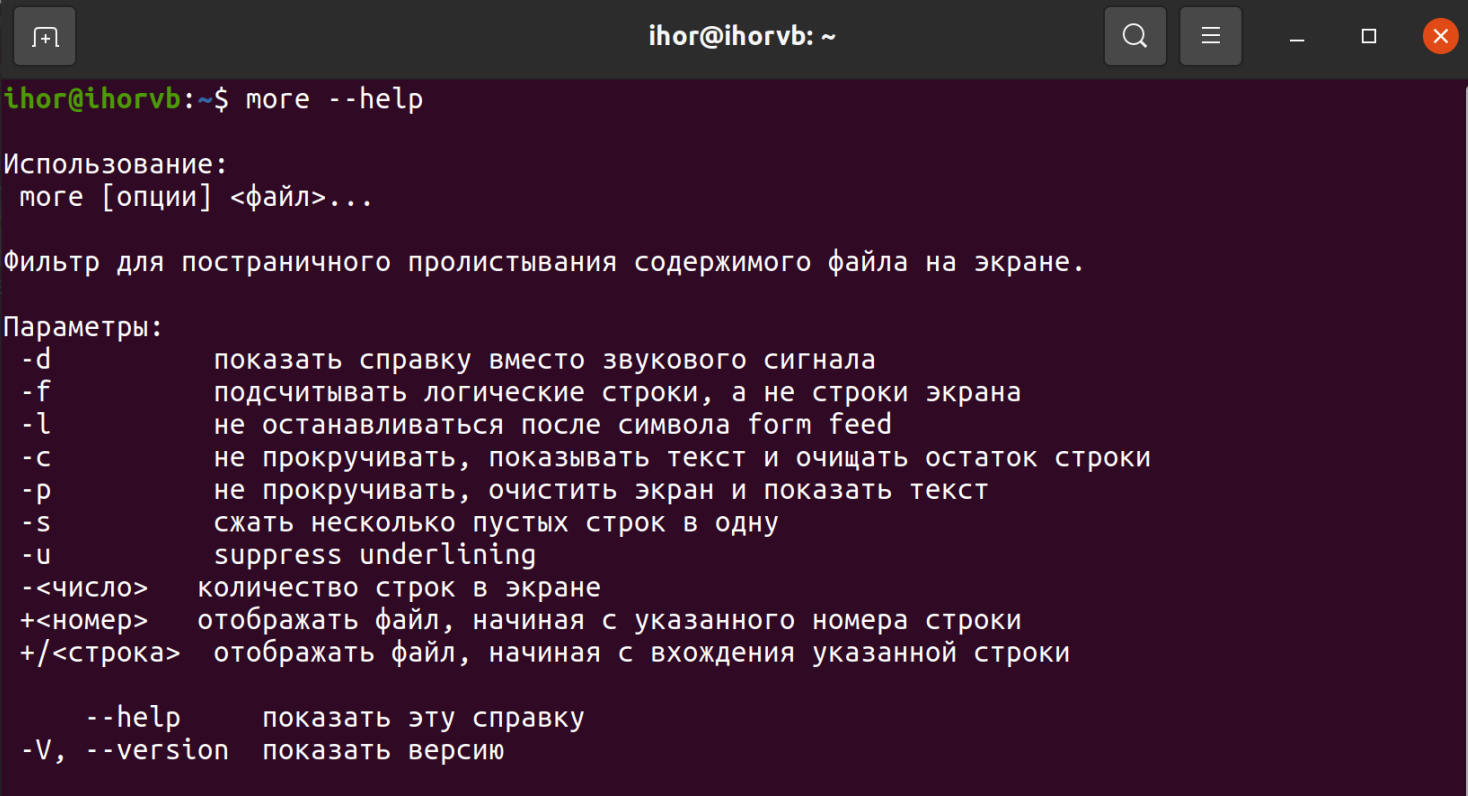 ihor@ihorvb: ~
ihor@ihorvb:~$ more --help
Использование:
more [опции] <файл>...
Фильтр для постраничного пролистывания содержимого файла на экране.
Параметры:
-d показать справку вместо звукового сигнала
-f подсчитывать логические строки, а не строки экрана
-l не останавливаться после символа form feed
-c не прокручивать, показывать текст и очищать остаток строки
-p не прокручивать, очистить экран и показать текст
-s сжать несколько пустых строк в одну
-u suppress underlining
-<число> количество строк в экране
+<номер> отображать файл, начиная с указанного номера строки
+/<строка> отображать файл, начиная с вхождения указанной строки
--help показать эту справку
-V, --version показать версию